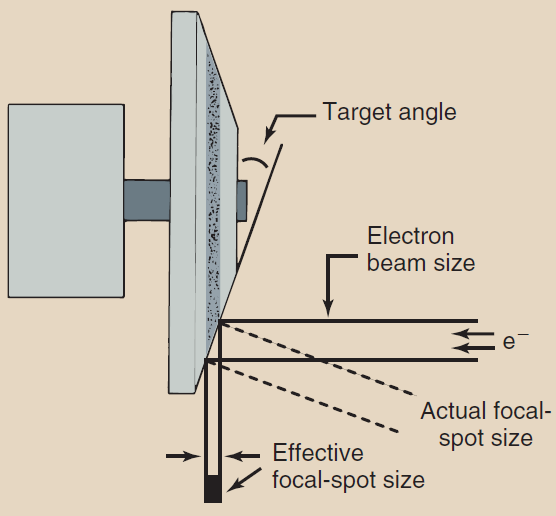 Target angle
Electron
beam size
e⁻
Actual focal-
spot size
Effective
focal-spot size